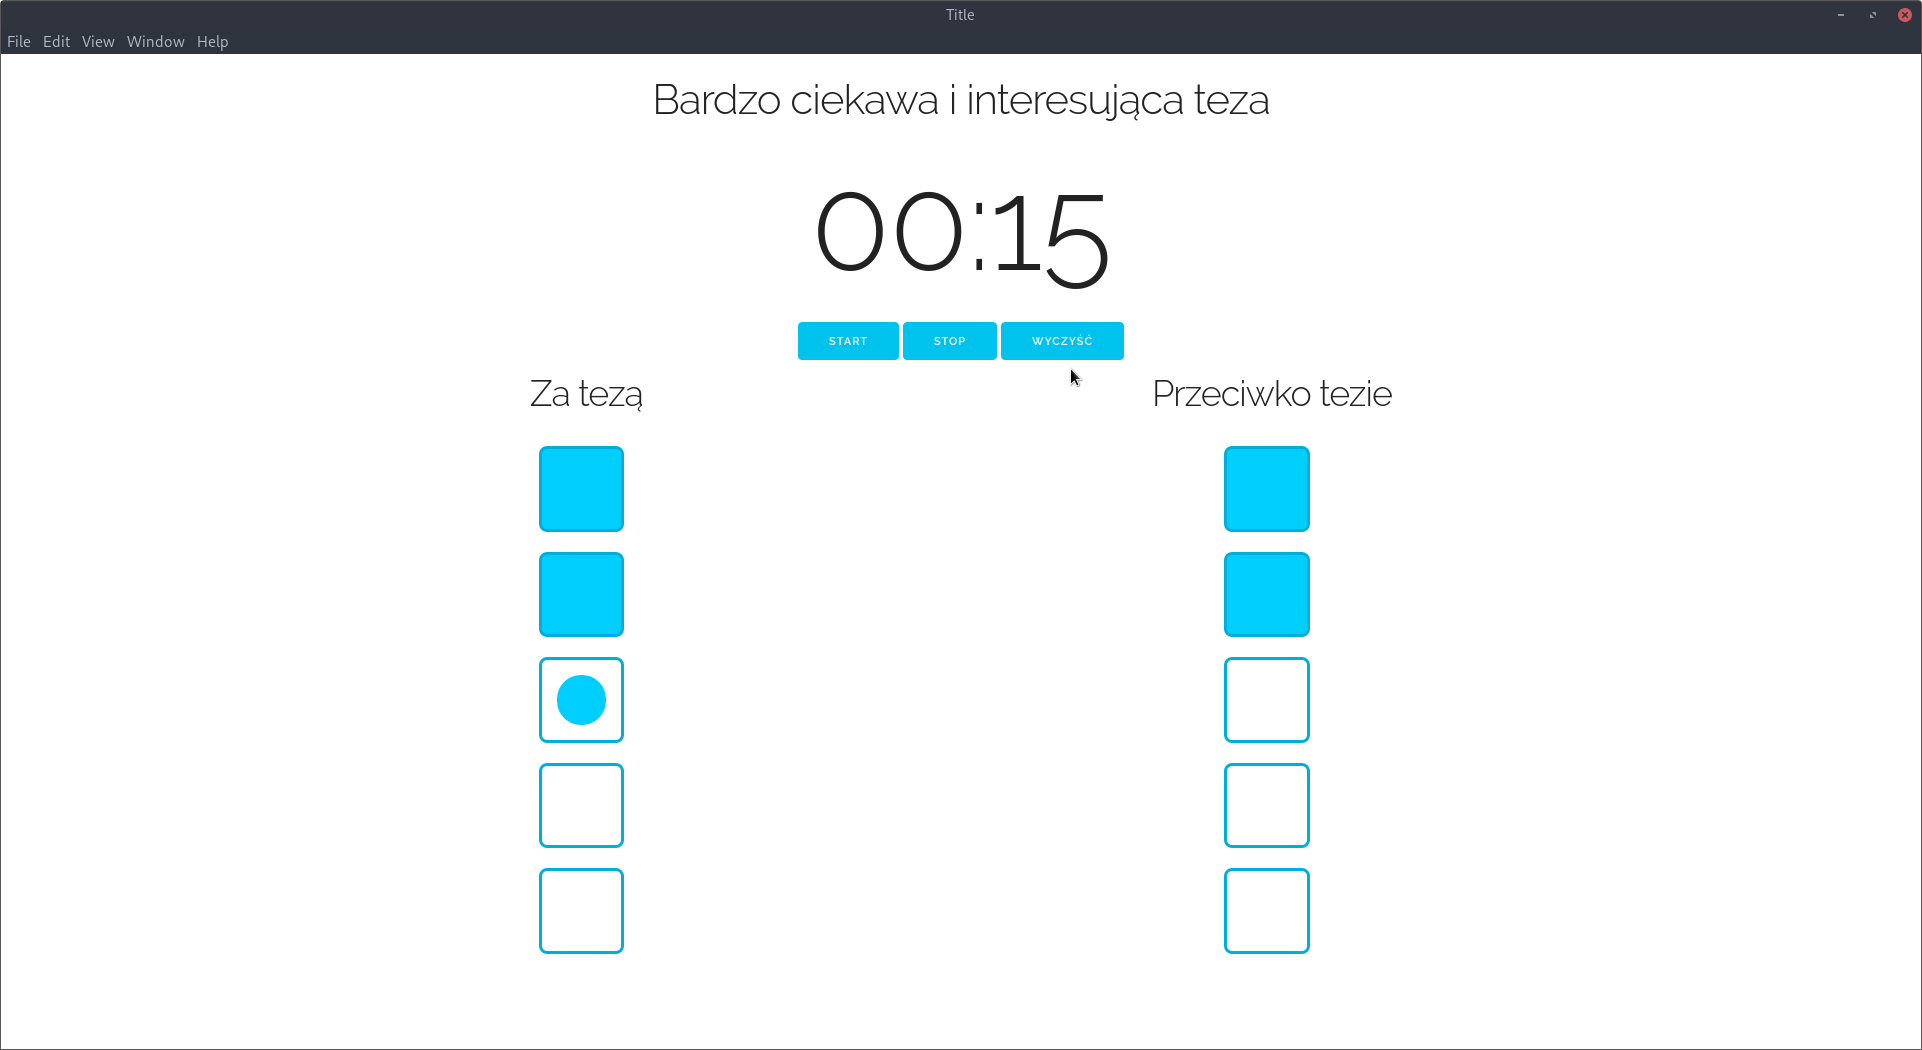 Title
File Edit View Window Help
Bardzo ciekawa i interesująca teza
00:15
START STOP WYCZYŚĆ
Za tezą Przeciwko tezie